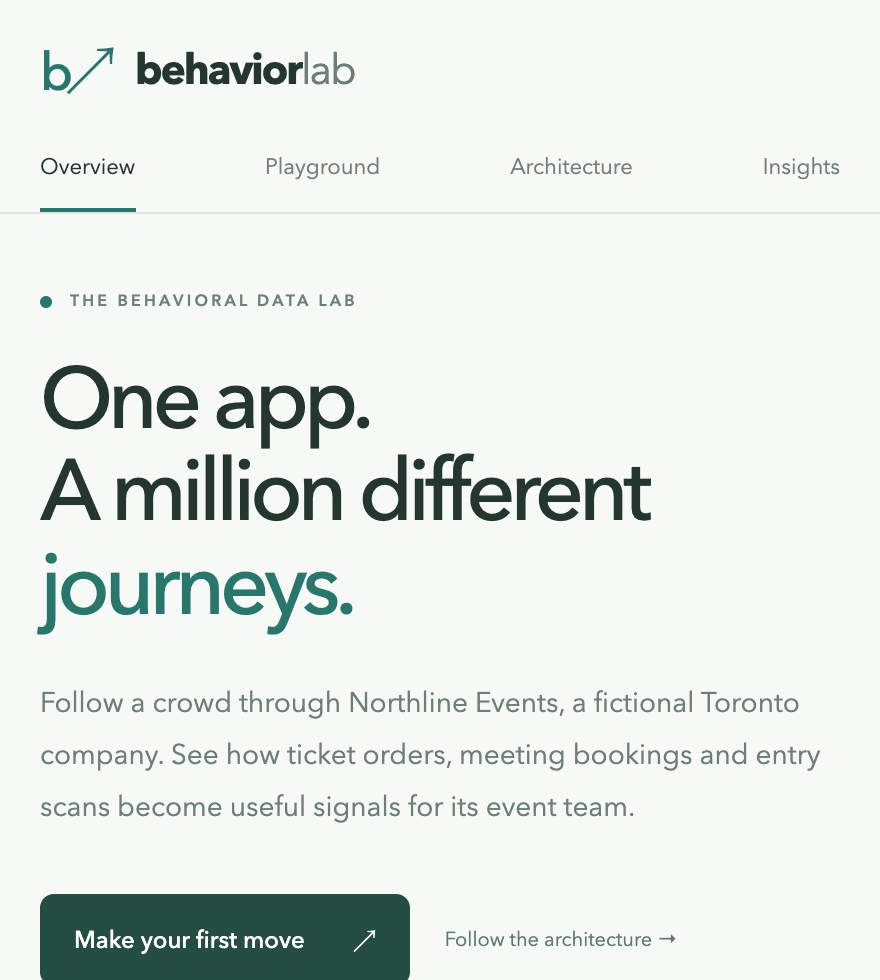 b↗ behaviorlab
Overview Playground Architecture Insights
THE BEHAVIORAL DATA LAB
One app.
A million different
journeys.
Follow a crowd through Northline Events, a fictional Toronto
company. See how ticket orders, meeting bookings and entry
scans become useful signals for its event team.
Make your first move ↗ Follow the architecture →